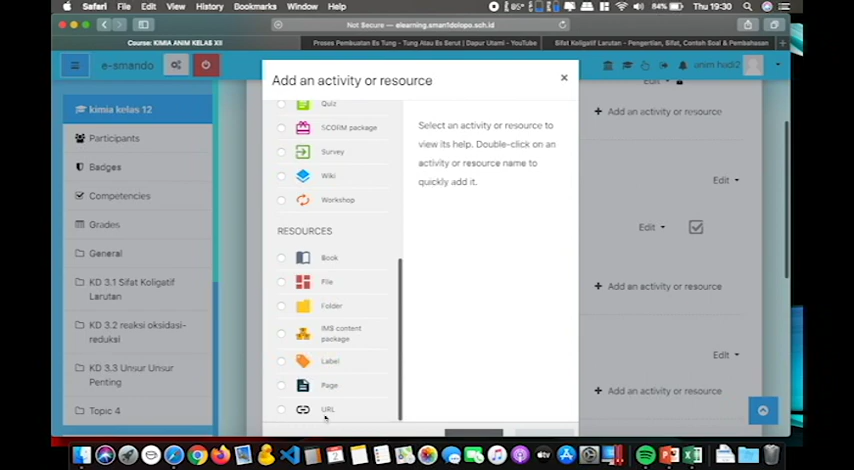 Safari File Edit View History Bookmarks Window Help
85° 84% Thu 19:30
Not Secure — elearning.sman1dolopo.sch.id
Course: KIMIA ANIM KELAS XII
Proses Pembuatan Es Tung - Tung Atau Es Serut | Dapur Utami - YouTube
Sifat Koligatif Larutan - Pengertian, Sifat, Contoh Soal & Pembahasan
e-smando
anim hadi2
Add an activity or resource
×
kimia kelas 12
Participants
Badges
Competencies
Grades
General
KD 3.1 Sifat Koligatif
Larutan
KD 3.2 reaksi oksidasi-
reduksi
KD 3.3 Unsur Unsur
Penting
Topic 4
Quiz
SCORM package
Survey
Wiki
Workshop
RESOURCES
Book
File
Folder
IMS content
package
Label
Page
URL
Select an activity or resource to
view its help. Double-click on an
activity or resource name to
quickly add it.
Edit
+ Add an activity or resource
Edit
Edit
+ Add an activity or resource
Edit
+ Add an activity or resource